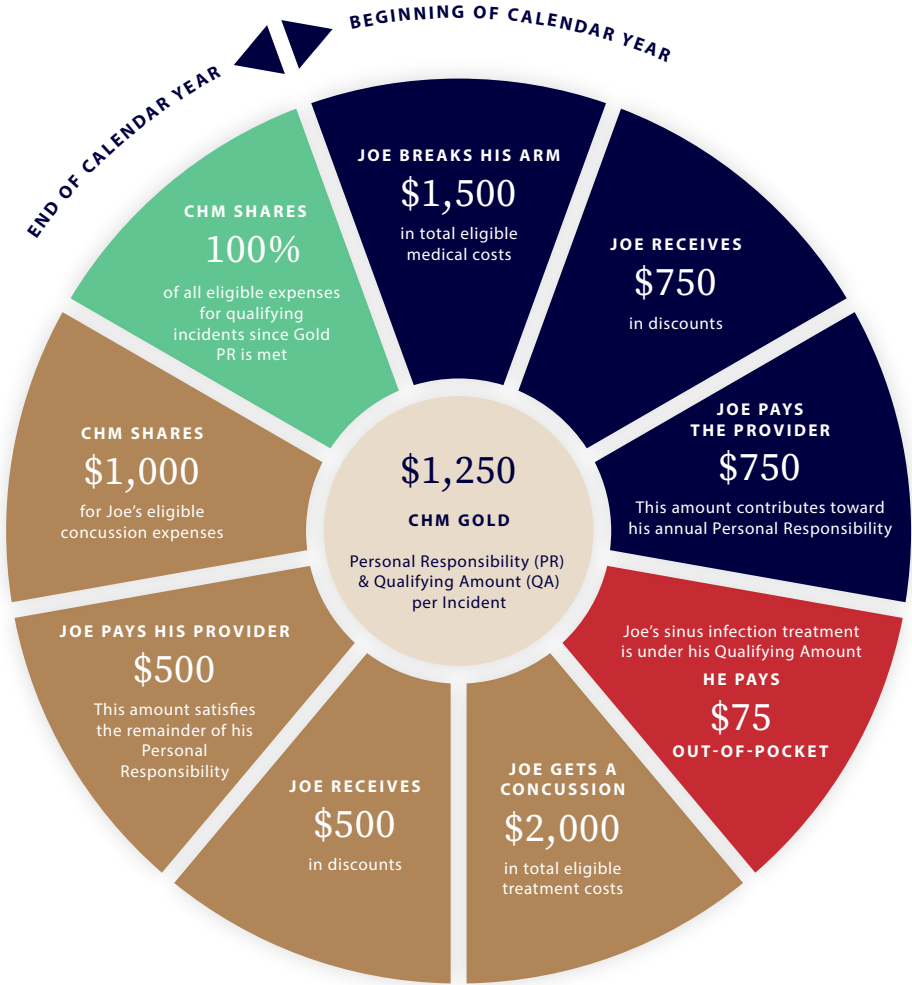 END OF CALENDAR YEAR
BEGINNING OF CALENDAR YEAR
JOE BREAKS HIS ARM
$1,500
in total eligible
medical costs
JOE RECEIVES
$750
in discounts
JOE PAYS
THE PROVIDER
$750
This amount contributes toward
his annual Personal Responsibility
Joe’s sinus infection treatment
is under his Qualifying Amount
HE PAYS
$75
OUT-OF-POCKET
JOE GETS A
CONCUSSION
$2,000
in total eligible
treatment costs
JOE RECEIVES
$500
in discounts
JOE PAYS HIS PROVIDER
$500
This amount satisfies
the remainder of his
Personal
Responsibility
CHM SHARES
$1,000
for Joe’s eligible
concussion expenses
CHM SHARES
100%
of all eligible expenses
for qualifying
incidents since Gold
PR is met
$1,250
CHM GOLD
Personal Responsibility (PR)
& Qualifying Amount (QA)
per Incident